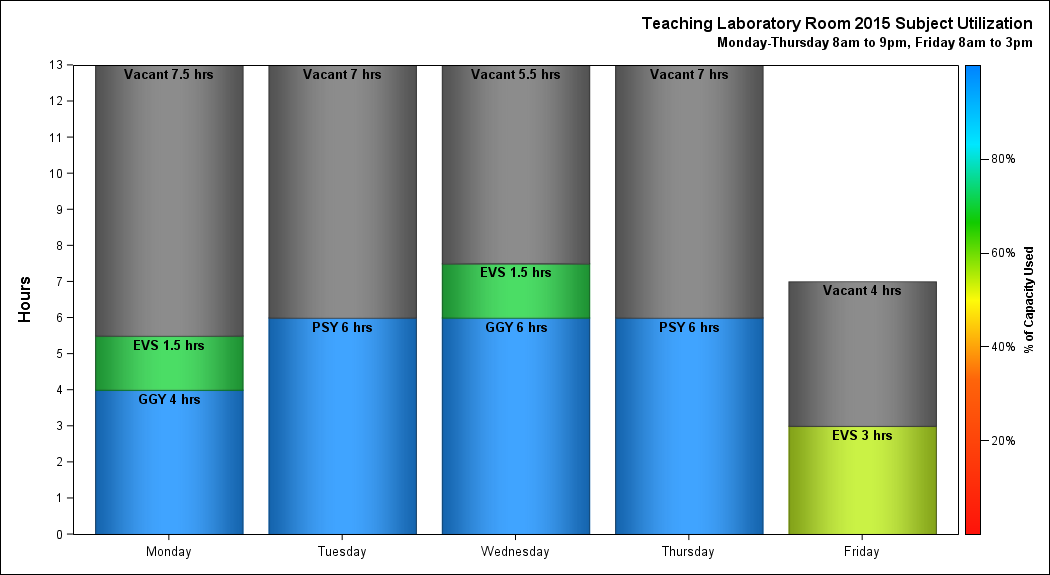 Teaching Laboratory Room 2015 Subject Utilization
Monday-Thursday 8am to 9pm, Friday 8am to 3pm
Hours
13
12
11
10
9
8
7
6
5
4
3
2
1
0
Vacant 7.5 hrs
EVS 1.5 hrs
GGY 4 hrs
Vacant 7 hrs
PSY 6 hrs
Vacant 5.5 hrs
EVS 1.5 hrs
GGY 6 hrs
Vacant 7 hrs
PSY 6 hrs
Vacant 4 hrs
EVS 3 hrs
Monday
Tuesday
Wednesday
Thursday
Friday
80%
60%
40%
20%
% of Capacity Used